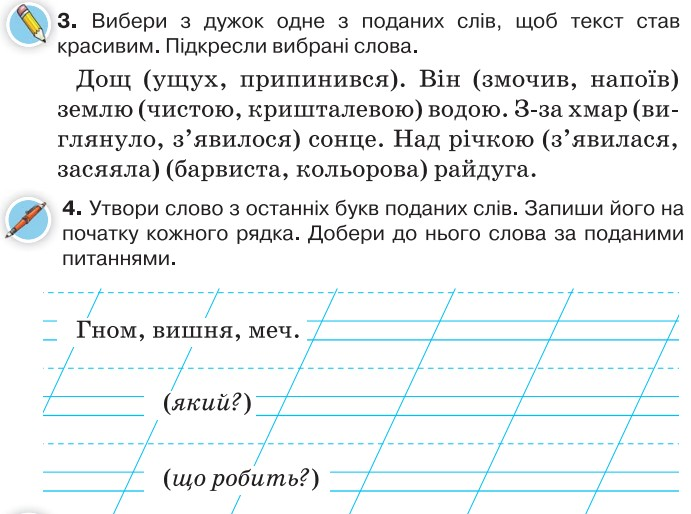 3. Вибери з дужок одне з поданих слів, щоб текст став
красивим. Підкресли вибрані слова.
Дощ (ущух, припинився). Він (змочив, напоїв)
землю (чистою, кришталевою) водою. З-за хмар (ви-
глянуло, з’явилося) сонце. Над річкою (з’явилася,
засяяла) (барвиста, кольорова) райдуга.
4. Утвори слово з останніх букв поданих слів. Запиши його на
початку кожного рядка. Добери до нього слова за поданими
питаннями.
Гном, вишня, меч.
(який?)
(що робить?)